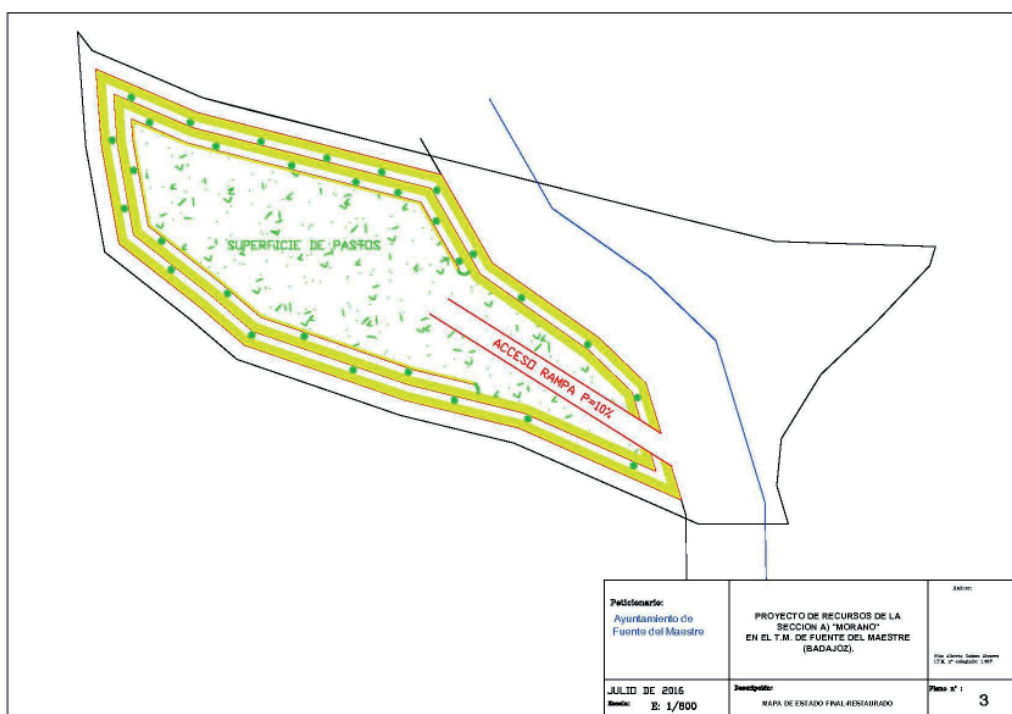 SUPERFICIE DE PASTOS
ACCESO RAMPA P=10%
Peticionario:
Ayuntamiento de
Fuente del Maestre
PROYECTO DE RECURSOS DE LA
SECCION A) "MORANO"
EN EL T.M. DE FUENTE DEL MAESTRE
(BADAJOZ).
Autor:
JULIO DE 2016
Escala: E: 1/800
Descripción:
MAPA DE ESTADO FINAL-RESTAURADO
Plano nº :
3